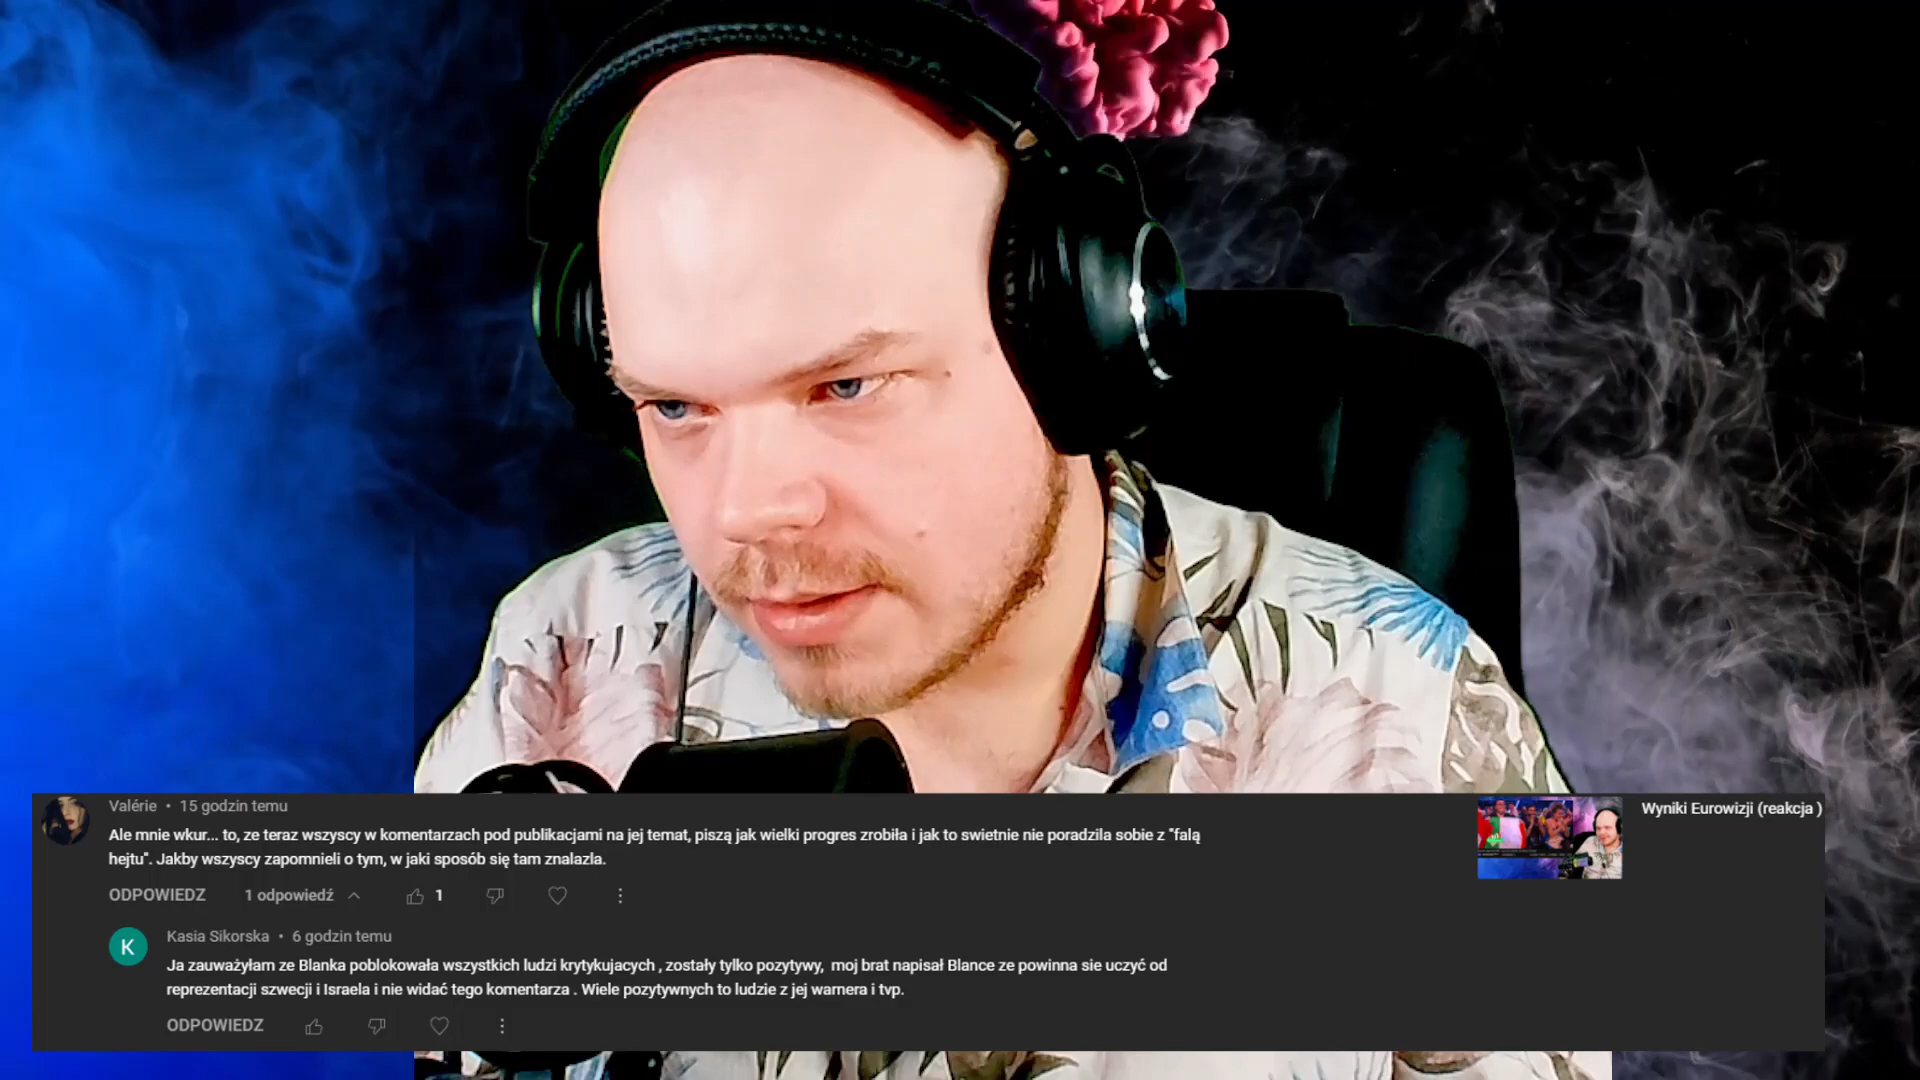 Valérie • 15 godzin temu
Ale mnie wkur... to, ze teraz wszyscy w komentarzach pod publikacjami na jej temat, piszą jak wielki progres zrobiła i jak to swietnie nie poradzila sobie z "falą
hejtu". Jakby wszyscy zapomnieli o tym, w jaki sposób się tam znalazla.
ODPOWIEDZ 1 odpowiedź 1
Wyniki Eurowizji (reakcja )
K
Kasia Sikorska • 6 godzin temu
Ja zauważyłam ze Blanka poblokowała wszystkich ludzi krytykujacych , zostały tylko pozytywy, moj brat napisał Blance ze powinna sie uczyć od
reprezentacji szwecji i Israela i nie widać tego komentarza . Wiele pozytywnych to ludzie z jej warnera i tvp.
ODPOWIEDZ